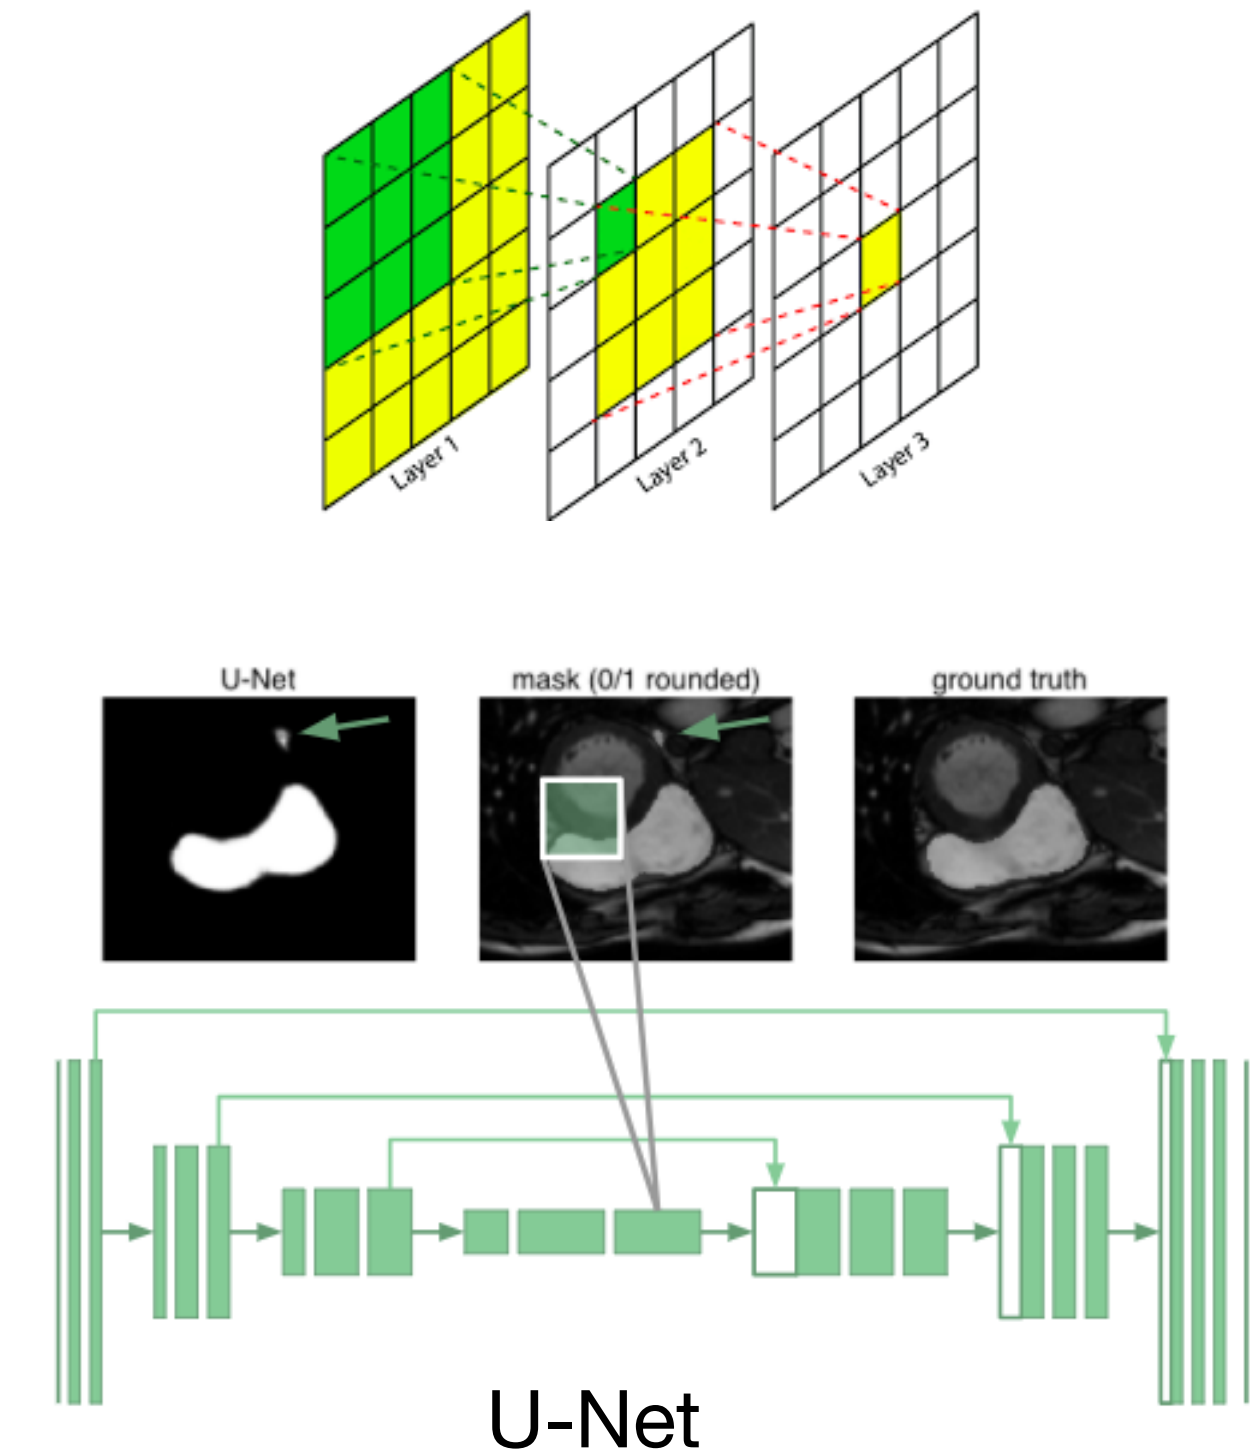 Layer 1
Layer 2
Layer 3
U-Net
mask (0/1 rounded)
ground truth
U-Net